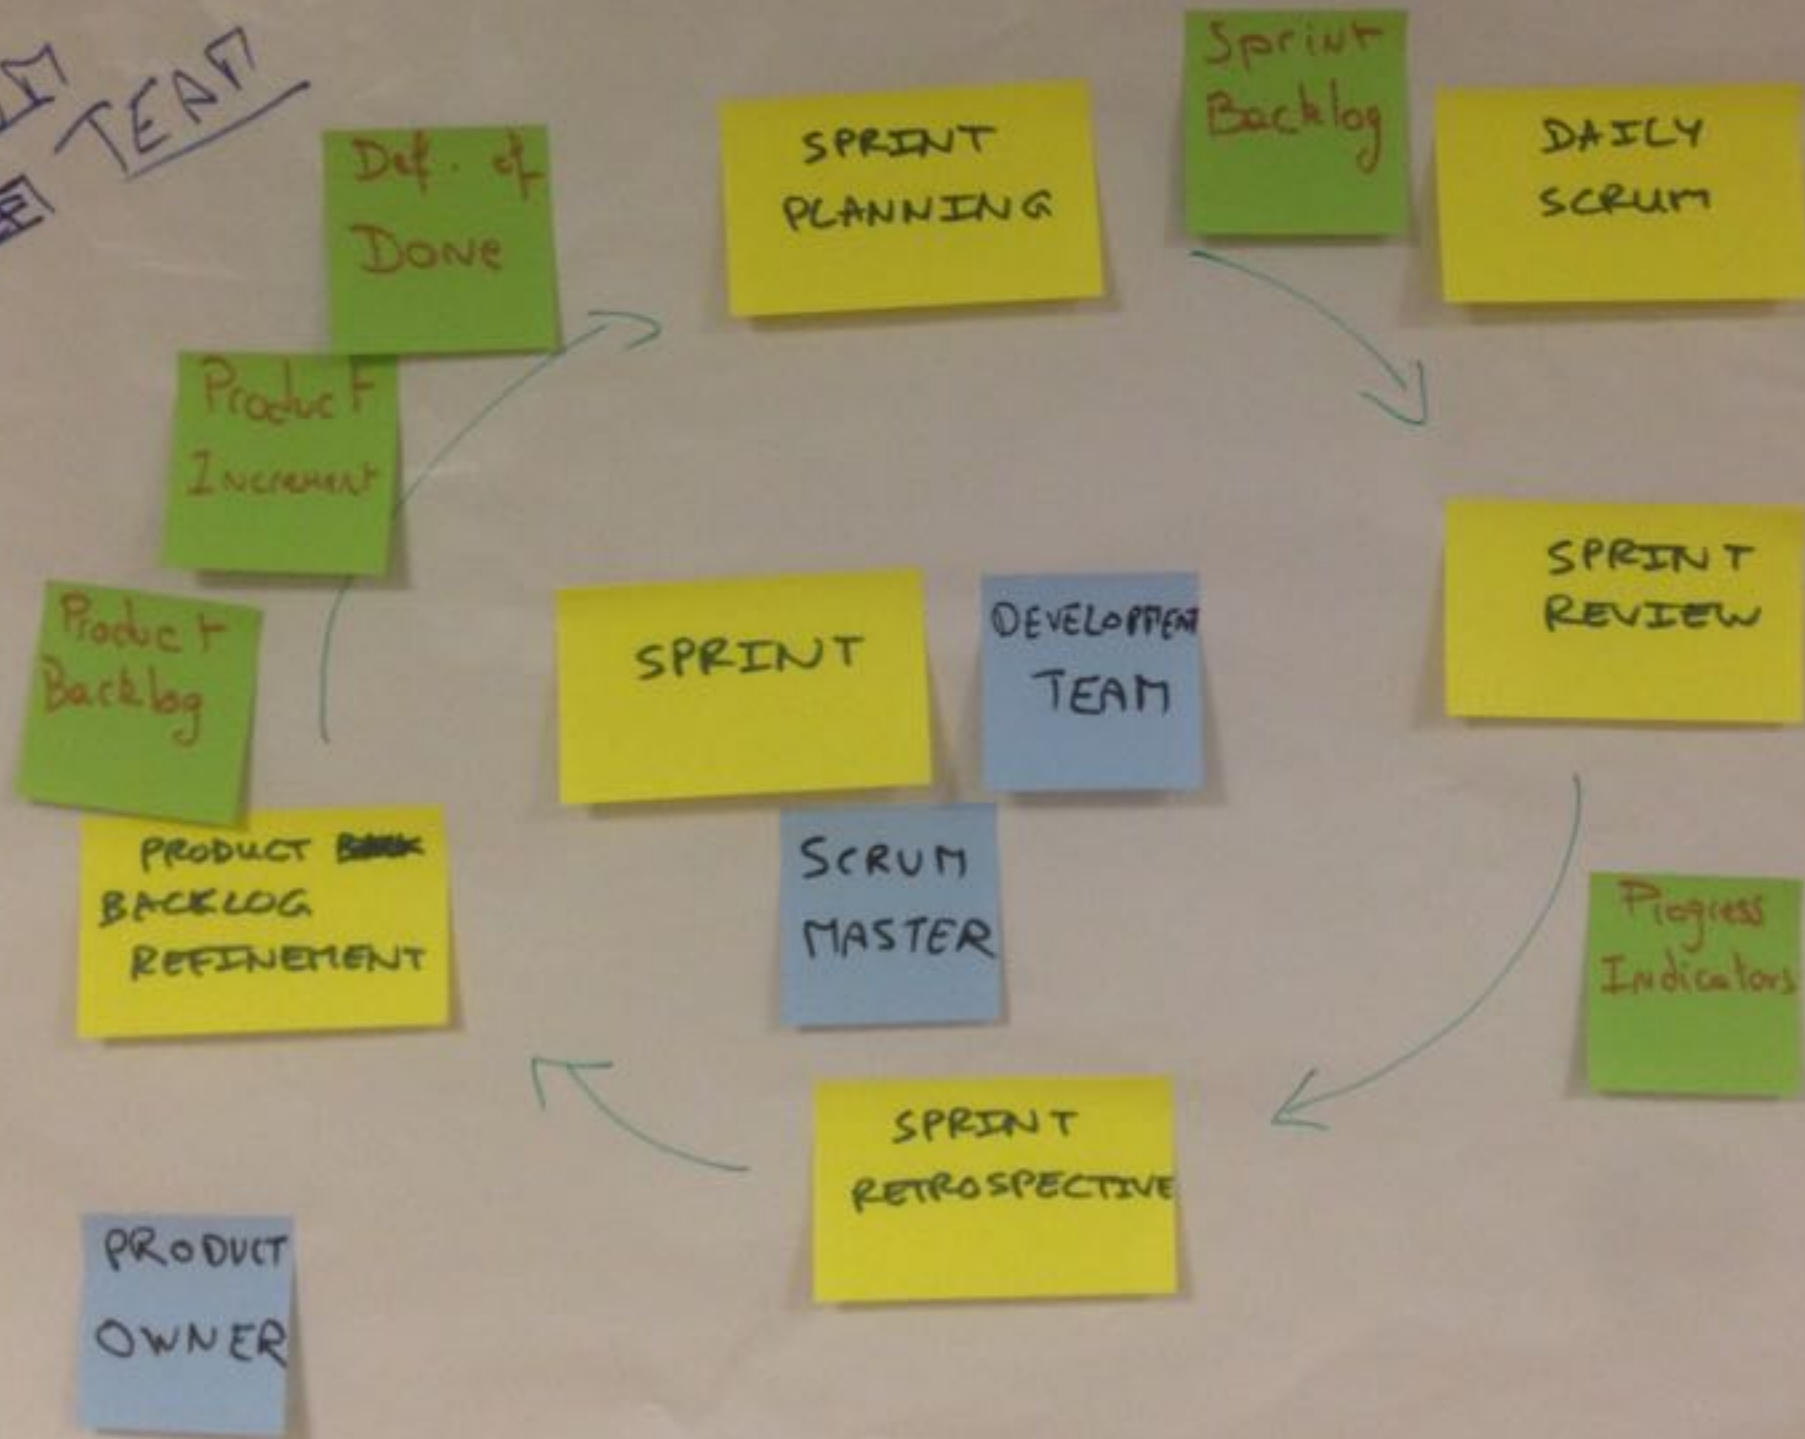 TEAM
Def. of
Done
SPRINT
PLANNING
Sprint
Backlog
DAILY
SCRUM
Product
Increment
Product
Backlog
SPRINT
DEVELOPMENT
TEAM
SPRINT
REVIEW
PRODUCT
BACKLOG
REFINEMENT
SCRUM
MASTER
Progress
Indicators
SPRINT
RETROSPECTIVE
PRODUCT
OWNER